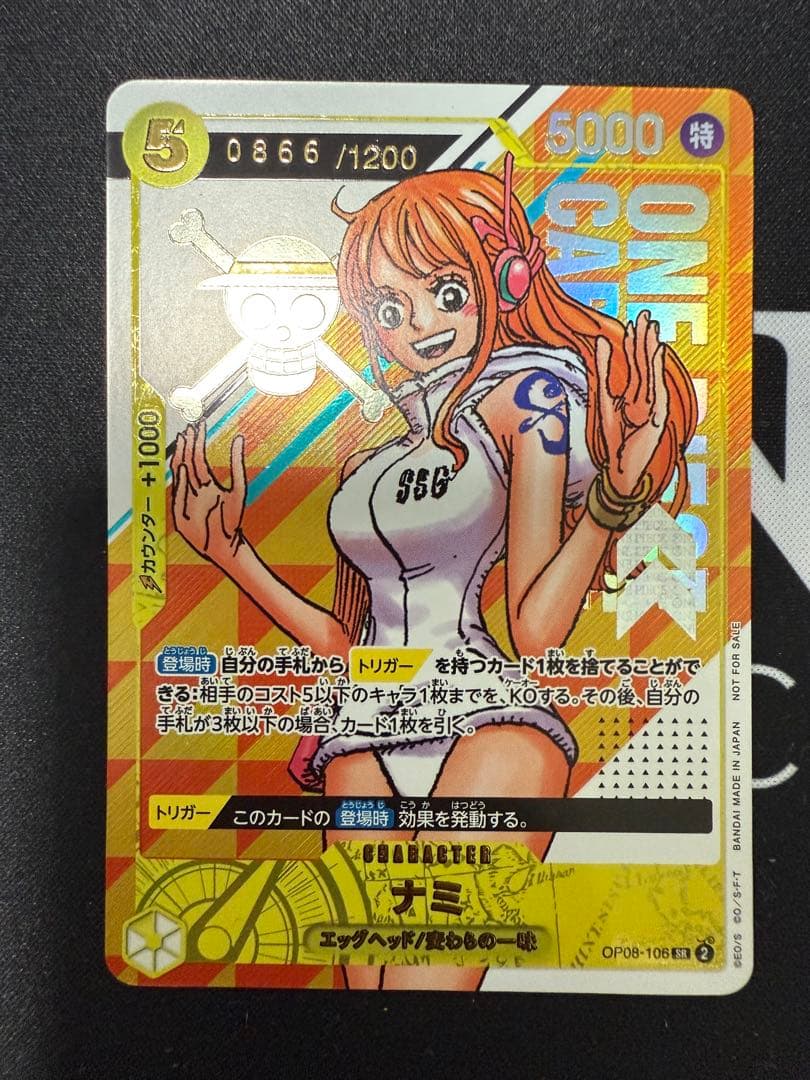 5
0866 /1200
5000 特
ONE PIECE
CA
SSG
カウンター +1000
登場時 自分の手札から トリガー を持つカード1枚を捨てることがで
きる:相手のコスト5以下のキャラ1枚までを、KOする。その後、自分の
手札が3枚以下の場合、カード1枚を引く。
トリガー このカードの 登場時 効果を発動する。
CHARACTER
ナミ
エッグヘッド/麦わらの一味
OP08-106 SR 2
©EO/S ©O/S・F・T BANDAI MADE IN JAPAN NOT FOR SALE
C